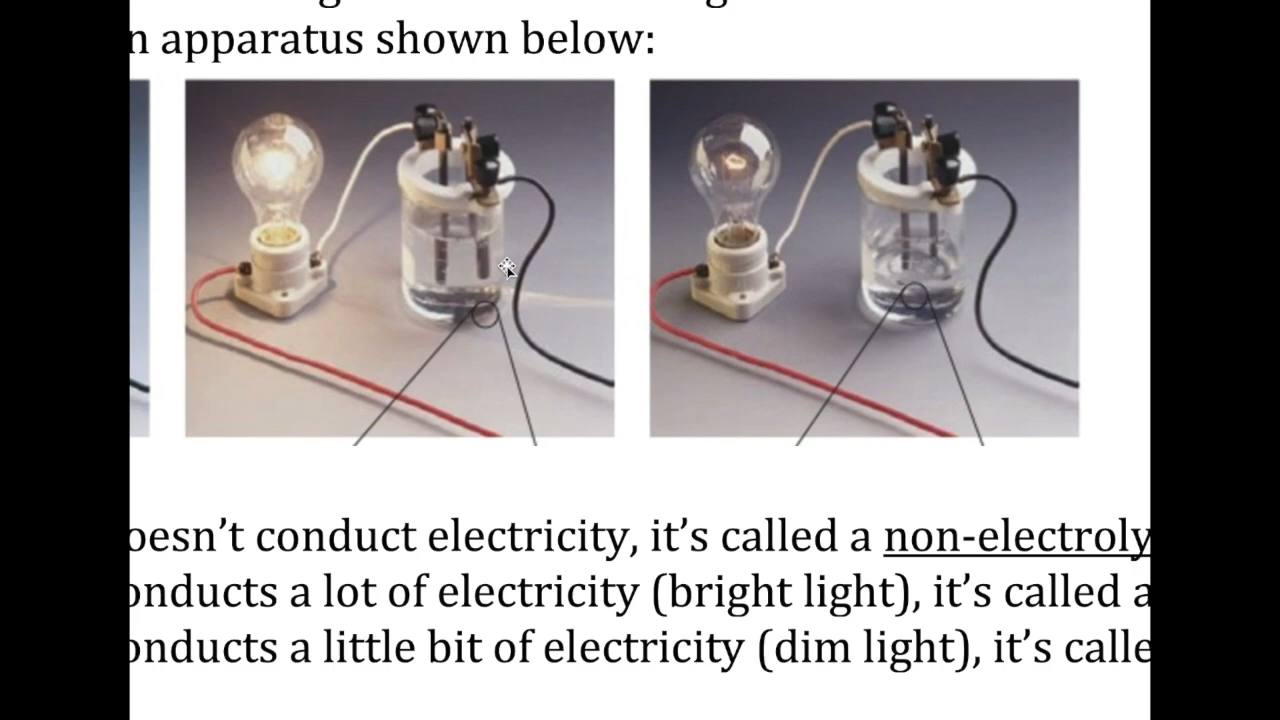 n apparatus shown below:
oesn't conduct electricity, it's called a non-electroly
onducts a lot of electricity (bright light), it's called a
onducts a little bit of electricity (dim light), it's calle